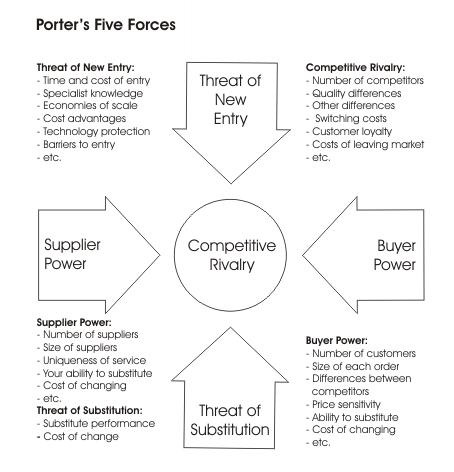 Porter's Five Forces
Threat of New Entry:
- Time and cost of entry
- Specialist knowledge
- Economies of scale
- Cost advantages
- Technology protection
- Barriers to entry
- etc.
Threat of
New
Entry
Competitive Rivalry:
- Number of competitors
- Quality differences
- Other differences
- Switching costs
- Customer loyalty
- Costs of leaving market
- etc.
Supplier
Power
Competitive
Rivalry
Buyer
Power
Supplier Power:
- Number of suppliers
- Size of suppliers
- Uniqueness of service
- Your ability to substitute
- Cost of changing
- etc.
Threat of Substitution:
- Substitute performance
- Cost of change
Threat of
Substitution
Buyer Power:
- Number of customers
- Size of each order
- Differences between
competitors
- Price sensitivity
- Ability to substitute
- Cost of changing
- etc.